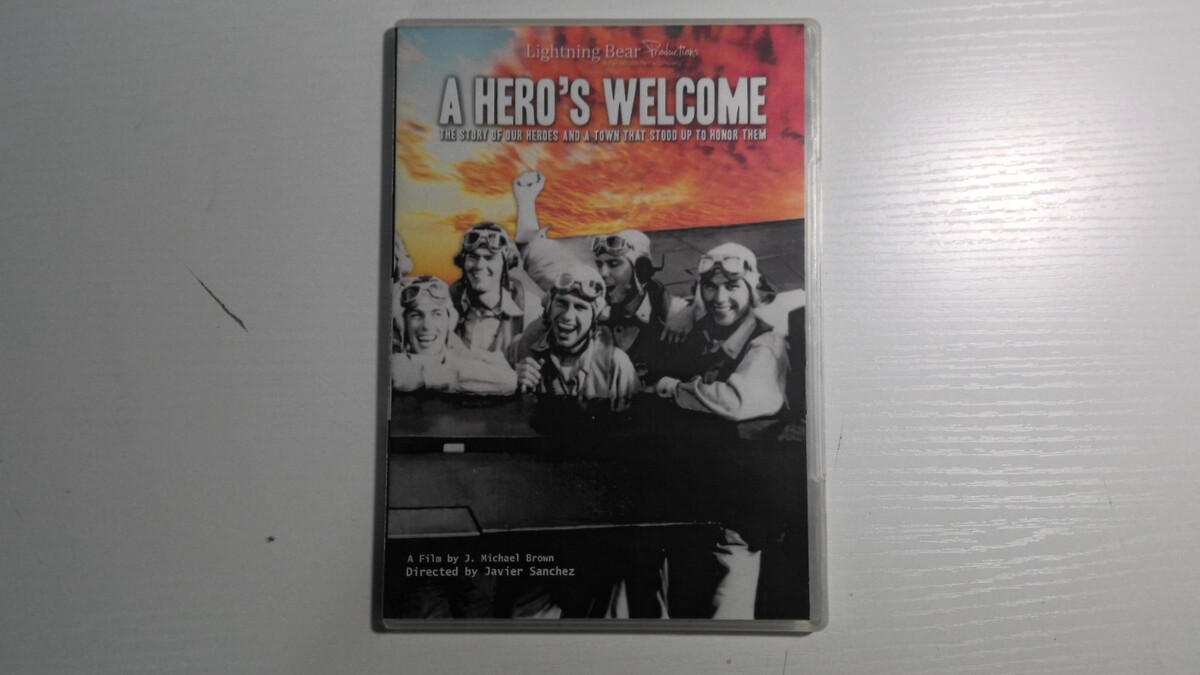 Lightning Bear Productions
A HERO'S WELCOME
THE STORY OF OUR HEROES AND A TOWN THAT STOOD UP TO HONOR THEM
A Film by J. Michael Brown
Directed by Javier Sanchez